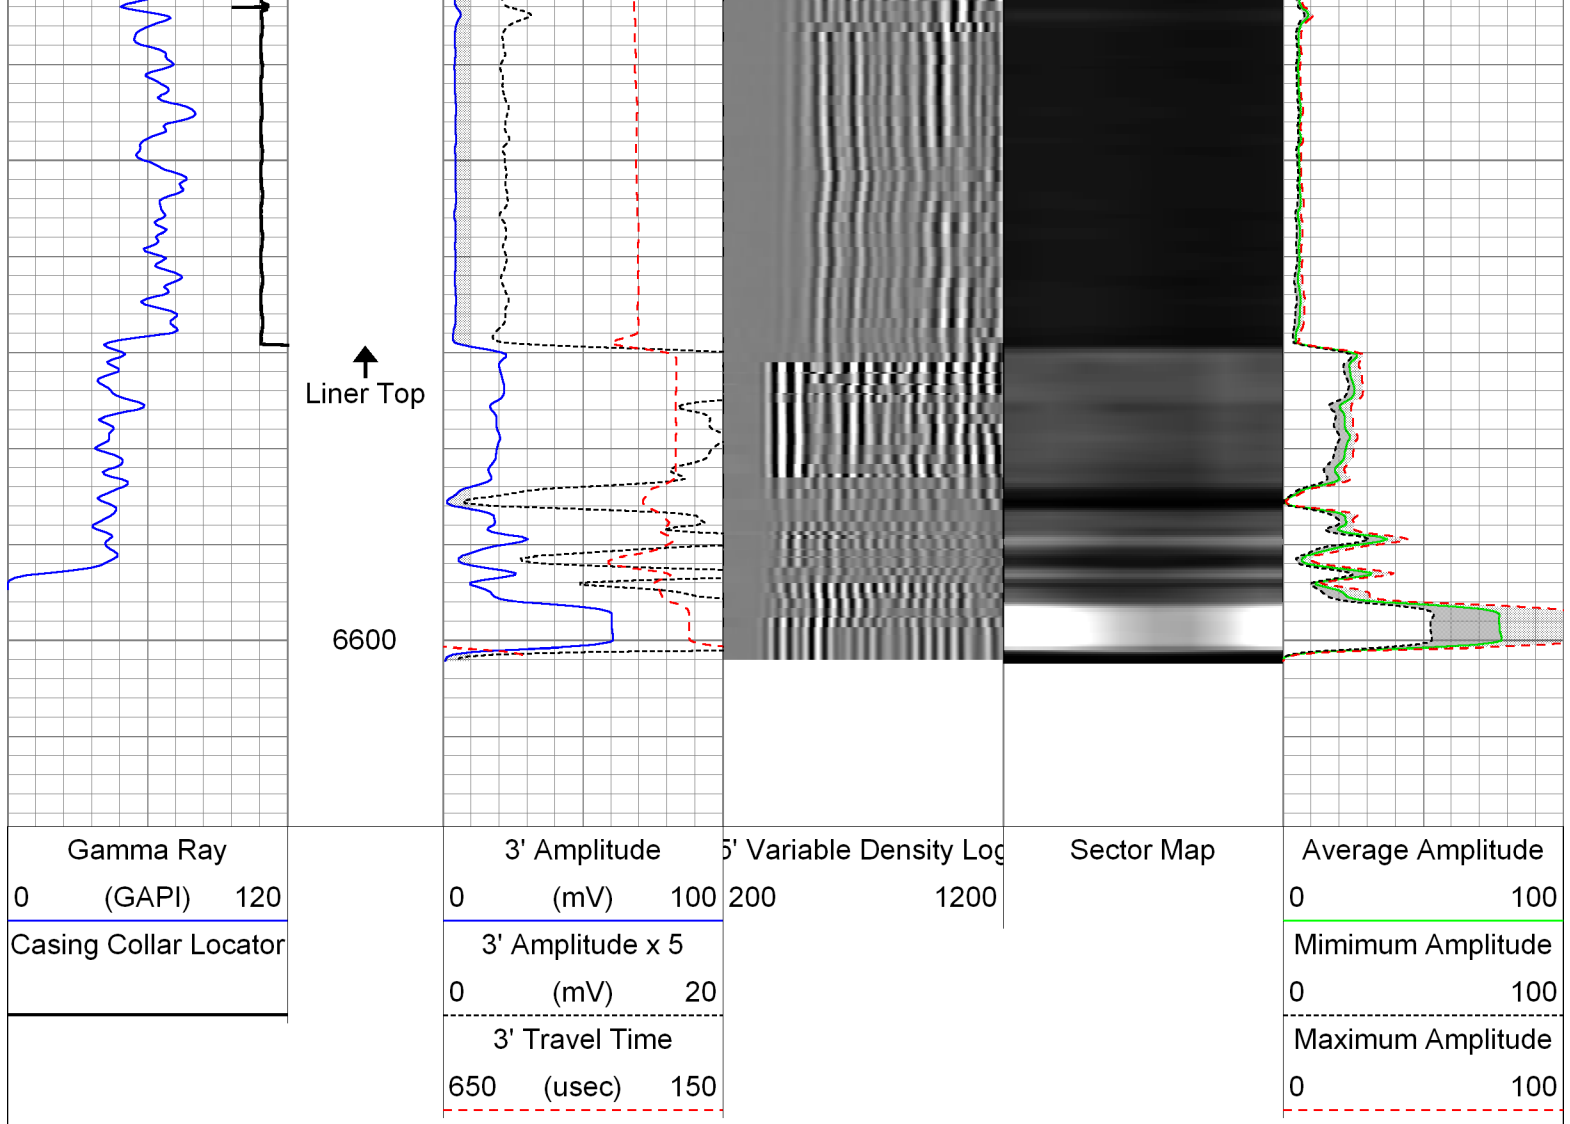 Liner Top
6600
Gamma Ray
0 (GAPI) 120
Casing Collar Locator
3' Amplitude
0 (mV) 100
3' Amplitude x 5
0 (mV) 20
3' Travel Time
650 (usec) 150
5' Variable Density Log
200 1200
Sector Map
Average Amplitude
0 100
Mimimum Amplitude
0 100
Maximum Amplitude
0 100